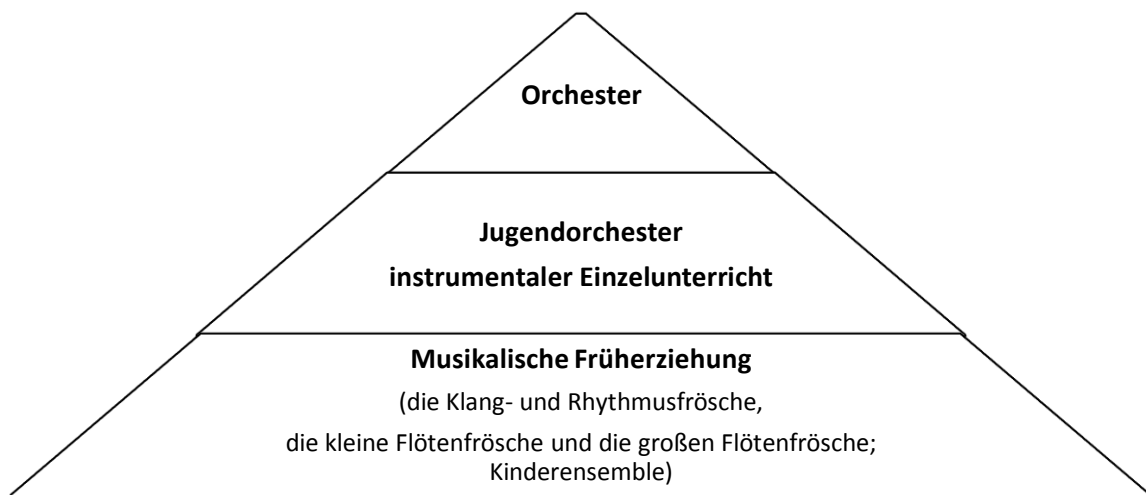 Orchester
Jugendorchester
instrumentaler Einzelunterricht
Musikalische Früherziehung
(die Klang- und Rhythmusfrösche,
die kleine Flötenfrösche und die großen Flötenfrösche;
Kinderensemble)